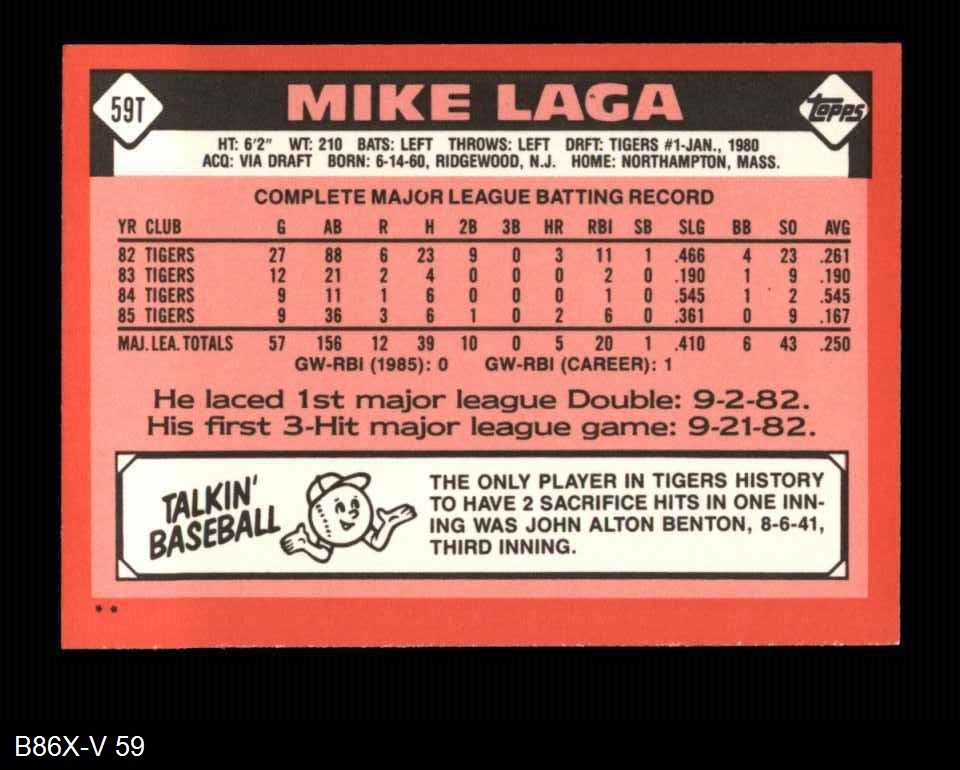 59T
MIKE LAGA
Topps
HT: 6'2" WT: 210 BATS: LEFT THROWS: LEFT DRFT: TIGERS #1-JAN., 1980
ACQ: VIA DRAFT BORN: 6-14-60, RIDGEWOOD, N.J. HOME: NORTHAMPTON, MASS.
COMPLETE MAJOR LEAGUE BATTING RECORD
YR CLUB G AB R H 2B 3B HR RBI SB SLG BB SO AVG
82 TIGERS 27 88 6 23 9 0 3 11 1 .466 4 23 .261
83 TIGERS 12 21 2 4 0 0 0 2 0 .190 1 9 .190
84 TIGERS 9 11 1 6 0 0 0 1 0 .545 1 2 .545
85 TIGERS 9 36 3 6 1 0 2 6 0 .361 0 9 .167
MAJ. LEA. TOTALS 57 156 12 39 10 0 5 20 1 .410 6 43 .250
GW-RBI (1985): 0 GW-RBI (CAREER): 1
He laced 1st major league Double: 9-2-82.
His first 3-Hit major league game: 9-21-82.
TALKIN'
BASEBALL
THE ONLY PLAYER IN TIGERS HISTORY
TO HAVE 2 SACRIFICE HITS IN ONE INN-
ING WAS JOHN ALTON BENTON, 8-6-41,
THIRD INNING.
* *
B86X-V 59